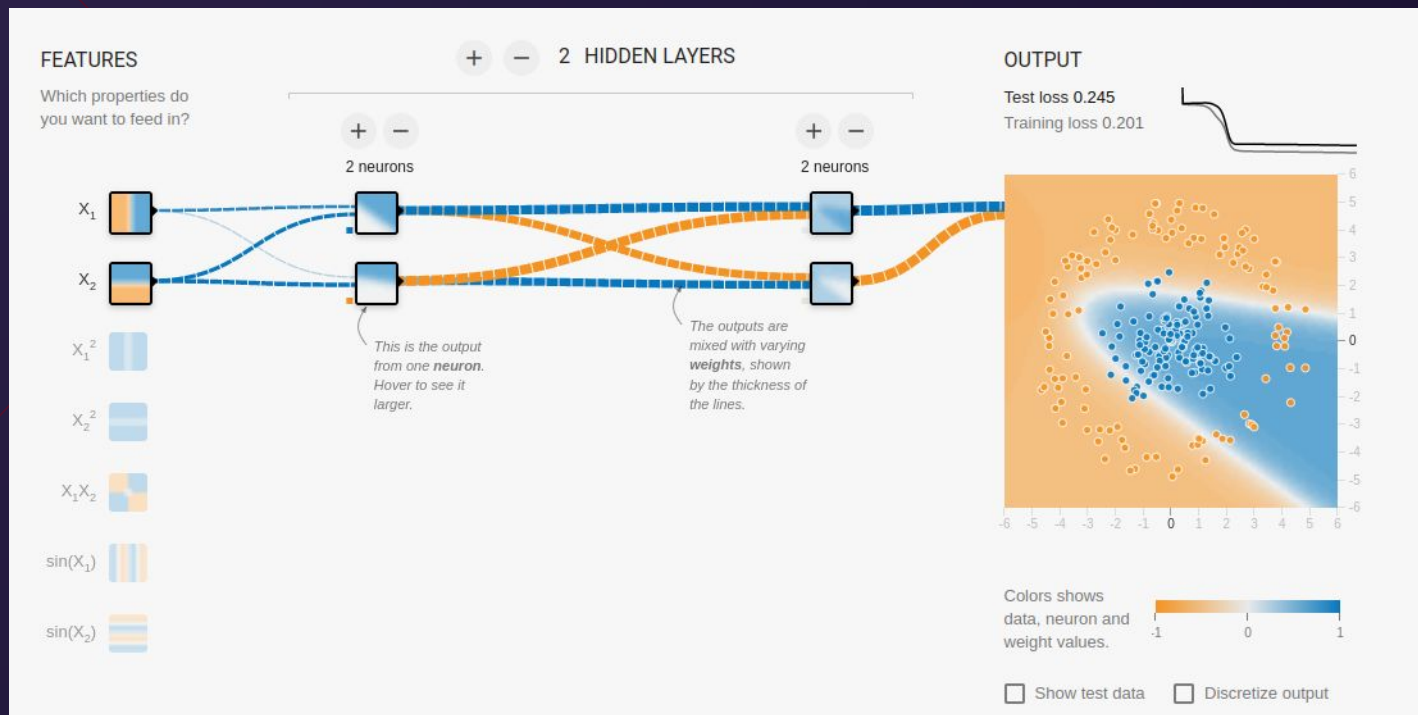 FEATURES
Which properties do
you want to feed in?
+ − 2 HIDDEN LAYERS
+ −
2 neurons
+ −
2 neurons
X1
X2
X1²
X2²
X1X2
sin(X1)
sin(X2)
This is the output
from one neuron.
Hover to see it
larger.
The outputs are
mixed with varying
weights, shown
by the thickness of
the lines.
OUTPUT
Test loss 0.245
Training loss 0.201
6
5
4
3
2
1
0
-1
-2
-3
-4
-5
-6
-6 -5 -4 -3 -2 -1 0 1 2 3 4 5 6
Colors shows
data, neuron and
weight values.
-1 0 1
Show test data
Discretize output